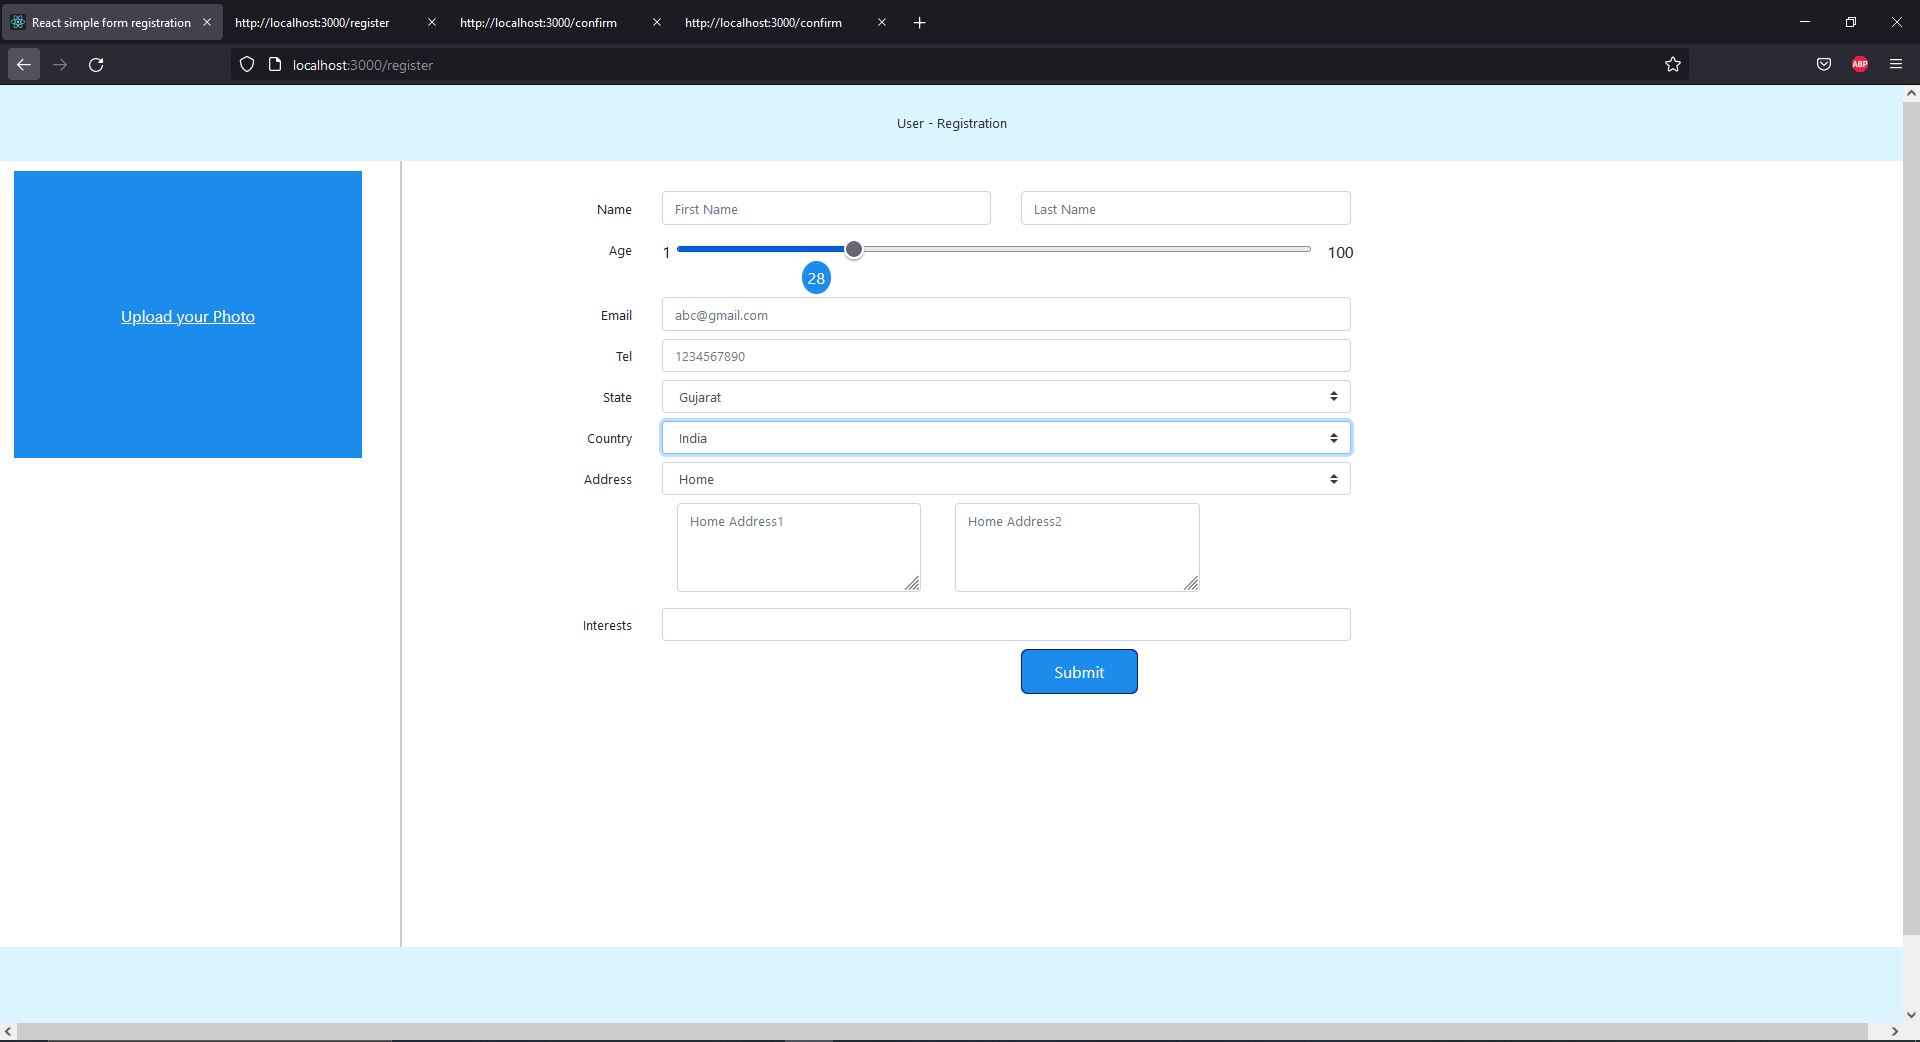 React simple form registration
http://localhost:3000/register
http://localhost:3000/confirm
http://localhost:3000/confirm
localhost:3000/register
ABP
User - Registration
Upload your Photo
Name
First Name
Last Name
Age
1
100
28
Email
abc@gmail.com
Tel
1234567890
State
Gujarat
Country
India
Address
Home
Home Address1
Home Address2
Interests
Submit